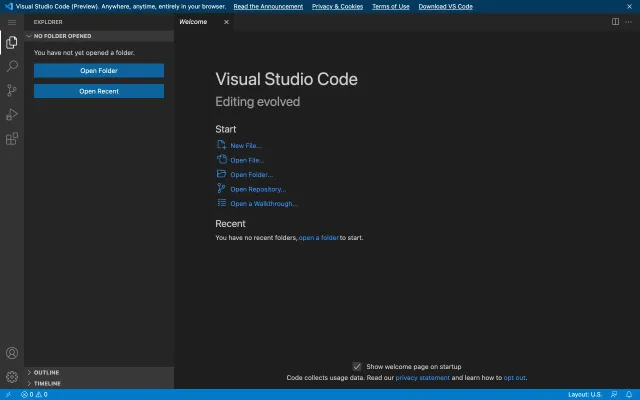 Visual Studio Code (Preview). Anywhere, anytime, entirely in your browser. Read the Announcement Privacy & Cookies Terms of Use Download VS Code
EXPLORER
NO FOLDER OPENED
You have not yet opened a folder.
Open Folder
Open Recent
Welcome
Visual Studio Code
Editing evolved
Start
New File...
Open File...
Open Folder...
Open Repository...
Open a Walkthrough...
Recent
You have no recent folders, open a folder to start.
Show welcome page on startup
Code collects usage data. Read our privacy statement and learn how to opt out.
OUTLINE
TIMELINE
0 0 Layout: U.S.